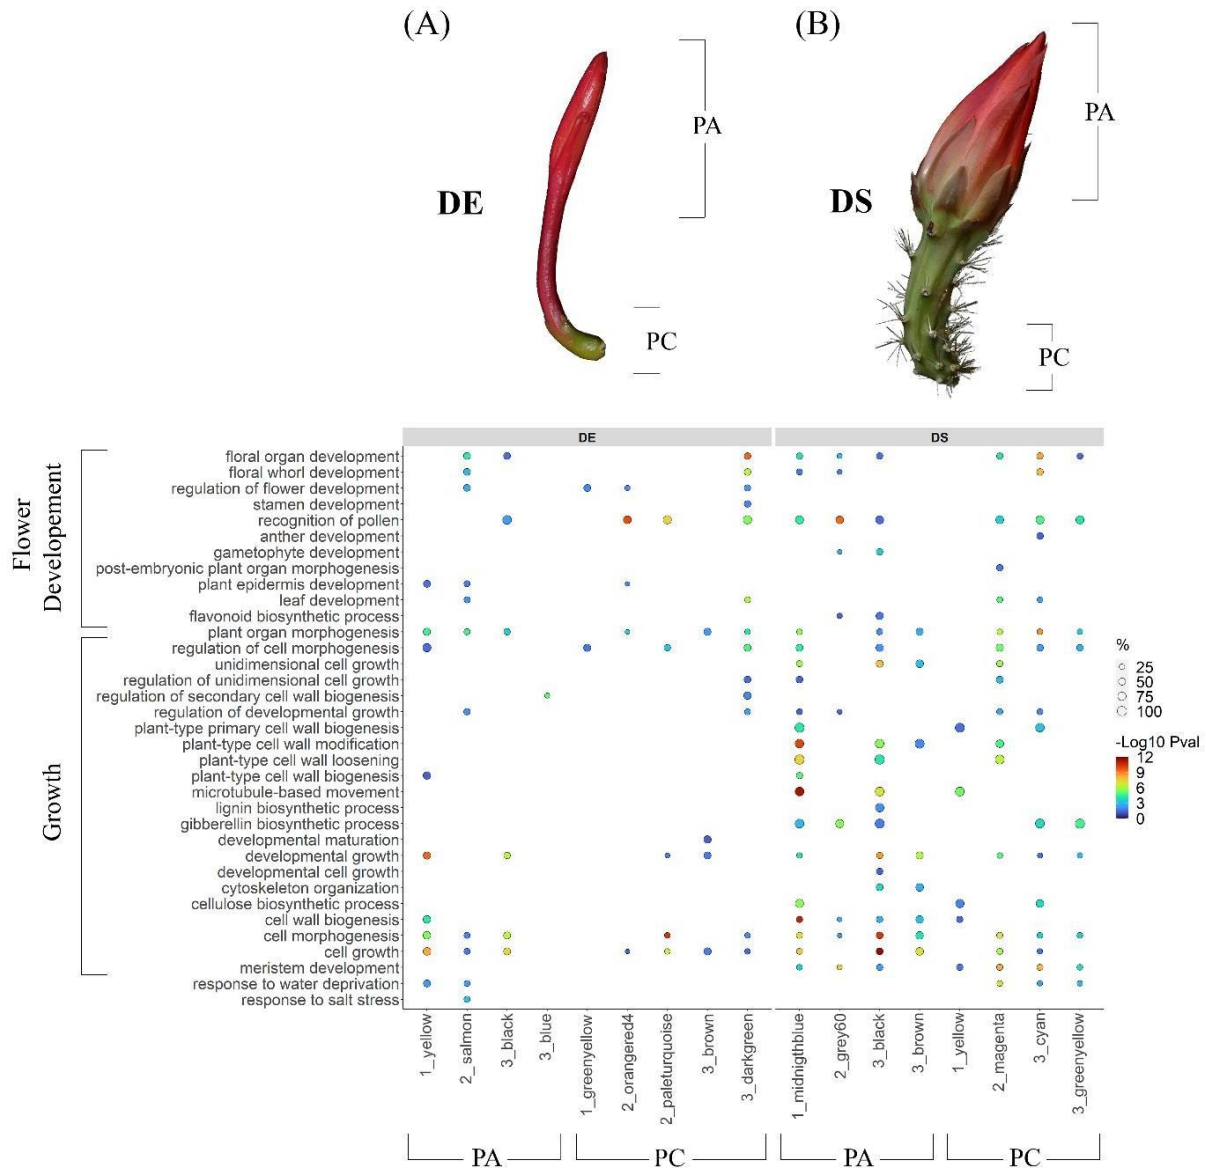 (A)
(B)
PA
PA
DE
DS
PC
PC
DE
DS
Flower
Developement
floral organ development
floral whorl development
regulation of flower development
stamen development
recognition of pollen
anther development
gametophyte development
post-embryonic plant organ morphogenesis
plant epidermis development
leaf development
flavonoid biosynthetic process
plant organ morphogenesis
Growth
regulation of cell morphogenesis
unidimensional cell growth
regulation of unidimensional cell growth
regulation of secondary cell wall biogenesis
regulation of developmental growth
plant-type primary cell wall biogenesis
plant-type cell wall modification
plant-type cell wall loosening
plant-type cell wall biogenesis
microtubule-based movement
lignin biosynthetic process
gibberellin biosynthetic process
developmental maturation
developmental growth
developmental cell growth
cytoskeleton organization
cellulose biosynthetic process
cell wall biogenesis
cell morphogenesis
cell growth
meristem development
response to water deprivation
response to salt stress
%
25
50
75
100
-Log10 Pval
12
9
6
3
0
1_yellow
2_salmon
3_black
3_blue
1_greenyellow
2_orangered4
2_paleturquoise
3_brown
3_darkgreen
1_midnigthblue
2_grey60
3_black
3_brown
1_yellow
2_magenta
3_cyan
3_greenyellow
PA
PC
PA
PC